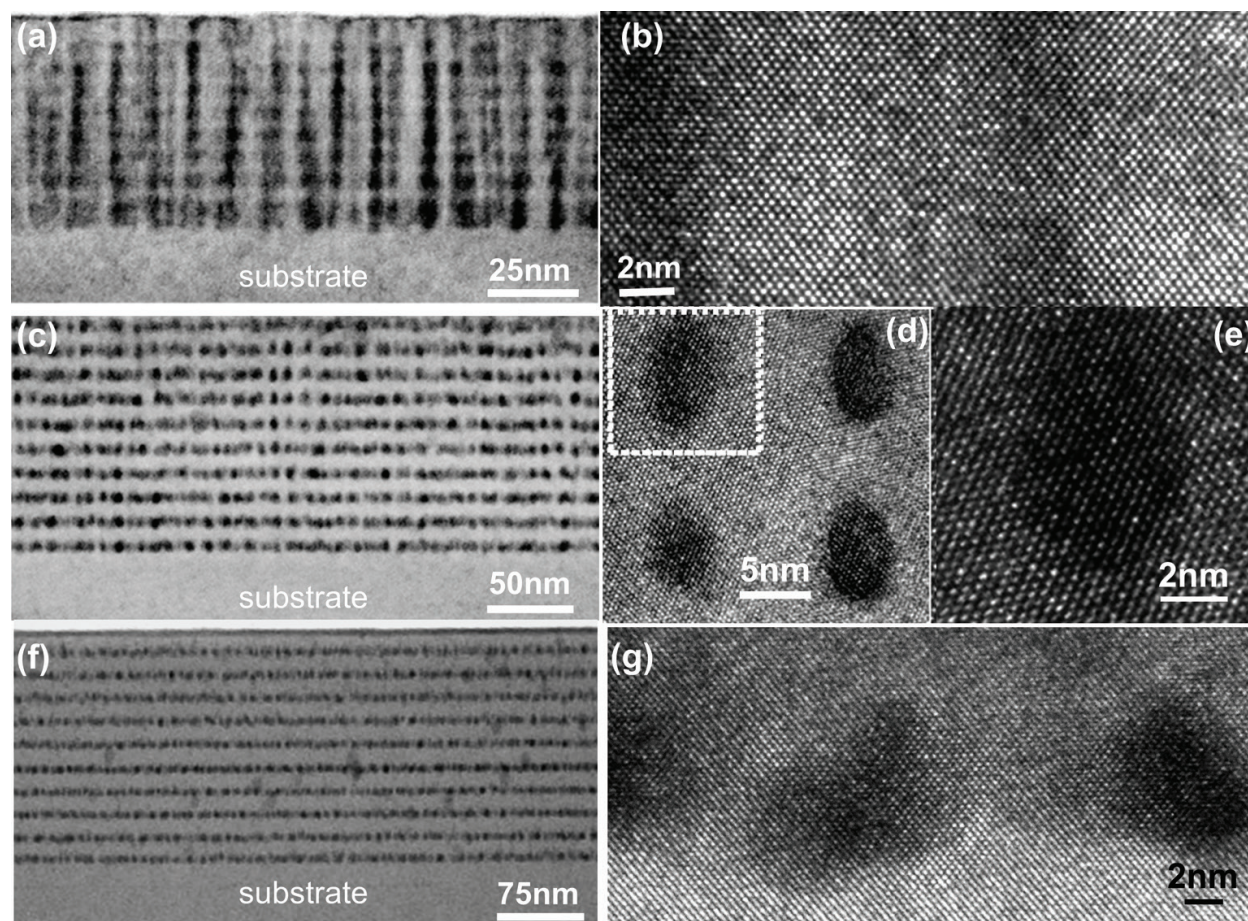 (a)
substrate
25nm
(b)
2nm
(c)
substrate
50nm
(d)
5nm
(e)
2nm
(f)
substrate
75nm
(g)
2nm